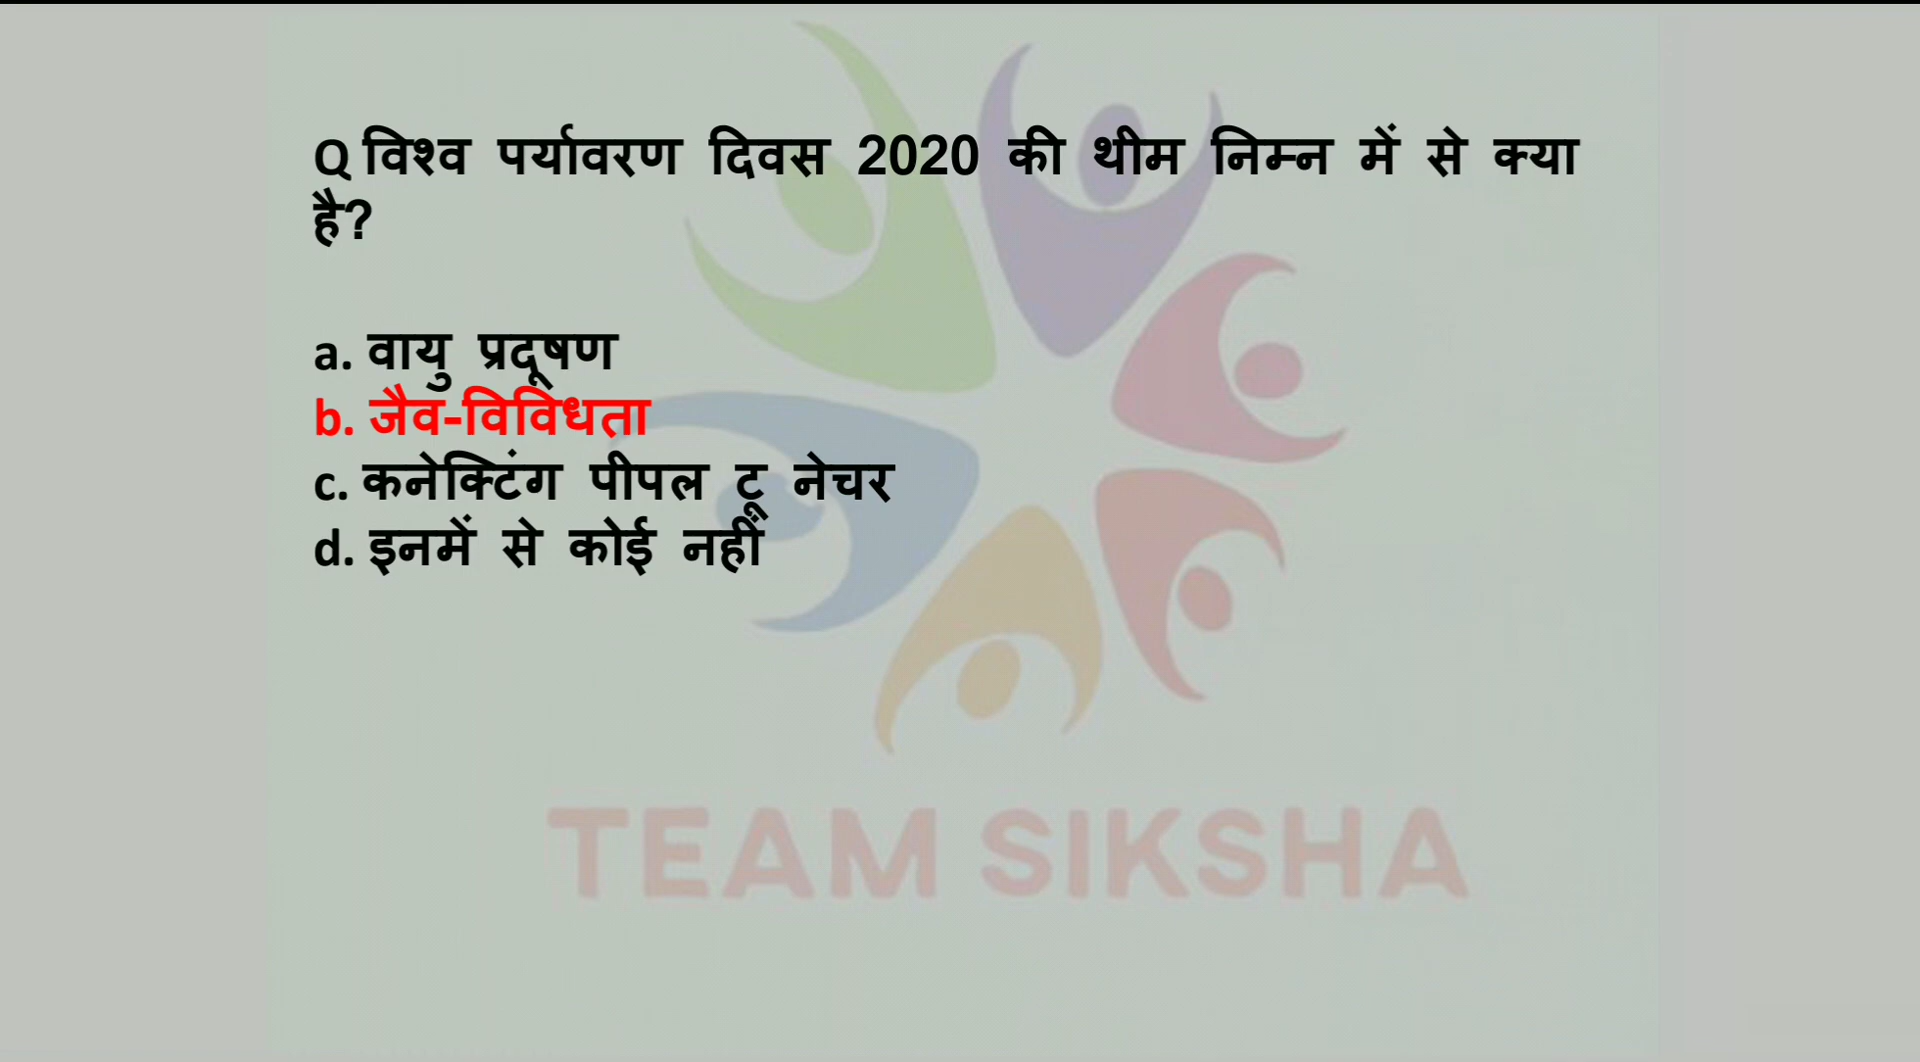 Q विश्व पर्यावरण दिवस 2020 की थीम निम्न में से क्या
है?
a. वायु प्रदूषण
b. जैव-विविधता
c. कनेक्टिंग पीपल टू नेचर
d. इनमें से कोई नहीं
TEAM SIKSHA